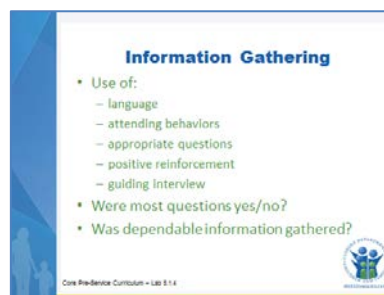 Information Gathering
• Use of:
– language
– attending behaviors
– appropriate questions
– positive reinforcement
– guiding interview
• Were most questions yes/no?
• Was dependable information gathered?
Core Pre-Service Curriculum – Lab 5.1.4